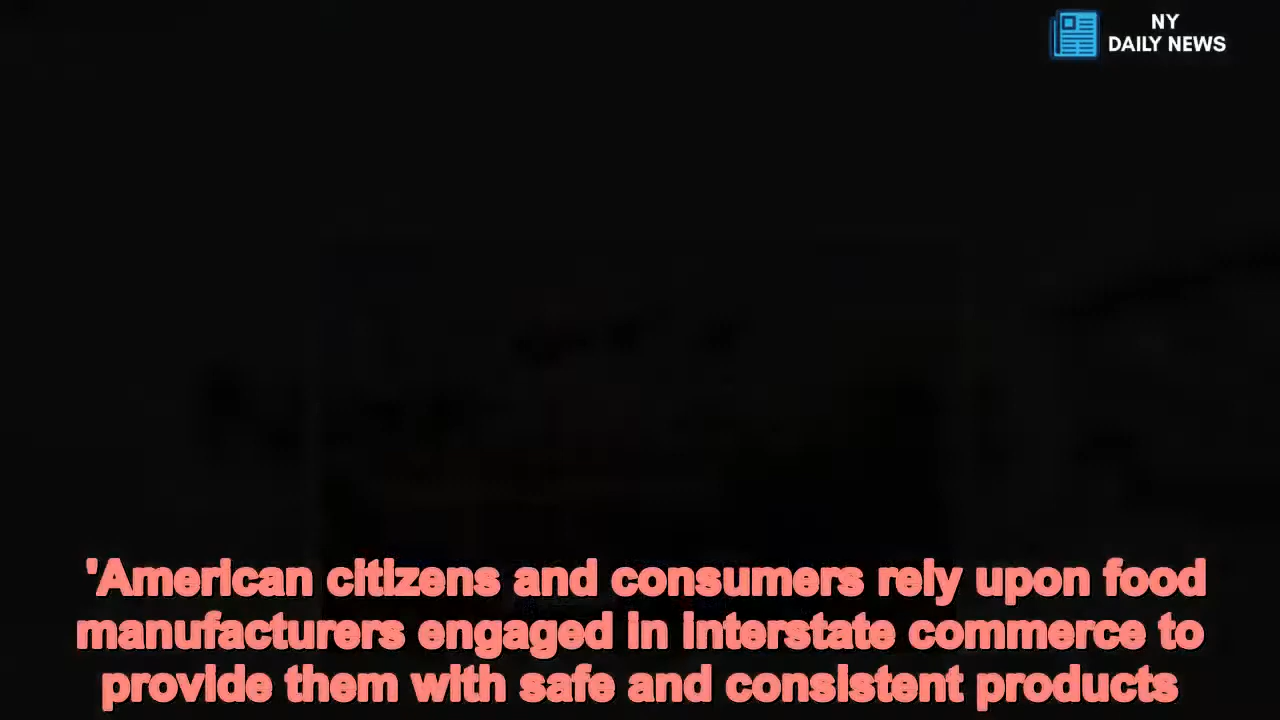 NY
DAILY NEWS
'American citizens and consumers rely upon food
manufacturers engaged in interstate commerce to
provide them with safe and consistent products